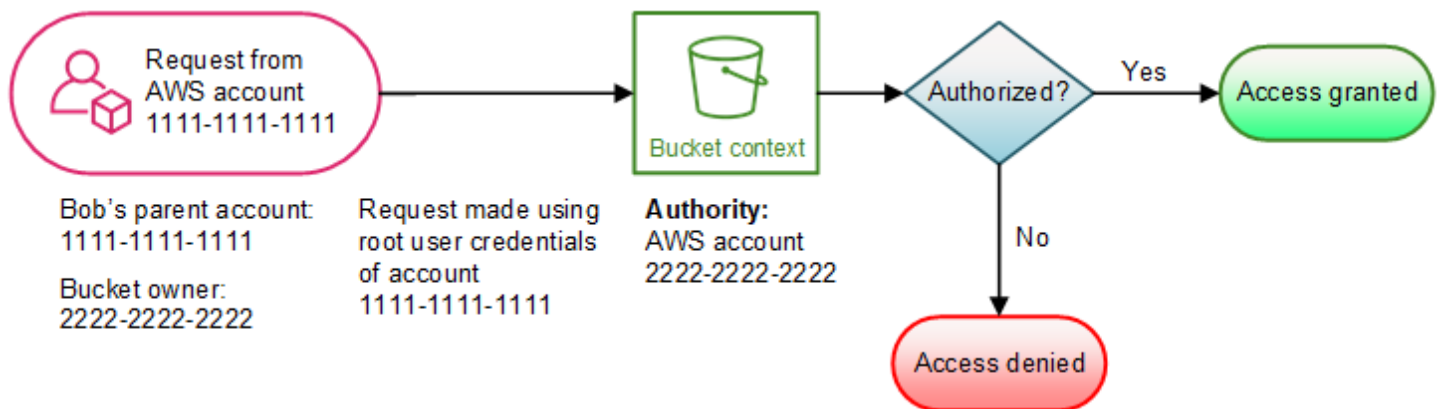 Request from
AWS account
1111-1111-1111
Bucket context
Authorized?
Yes
Access granted
No
Access denied
Bob's parent account:
1111-1111-1111
Bucket owner:
2222-2222-2222
Request made using
root user credentials
of account
1111-1111-1111
Authority:
AWS account
2222-2222-2222